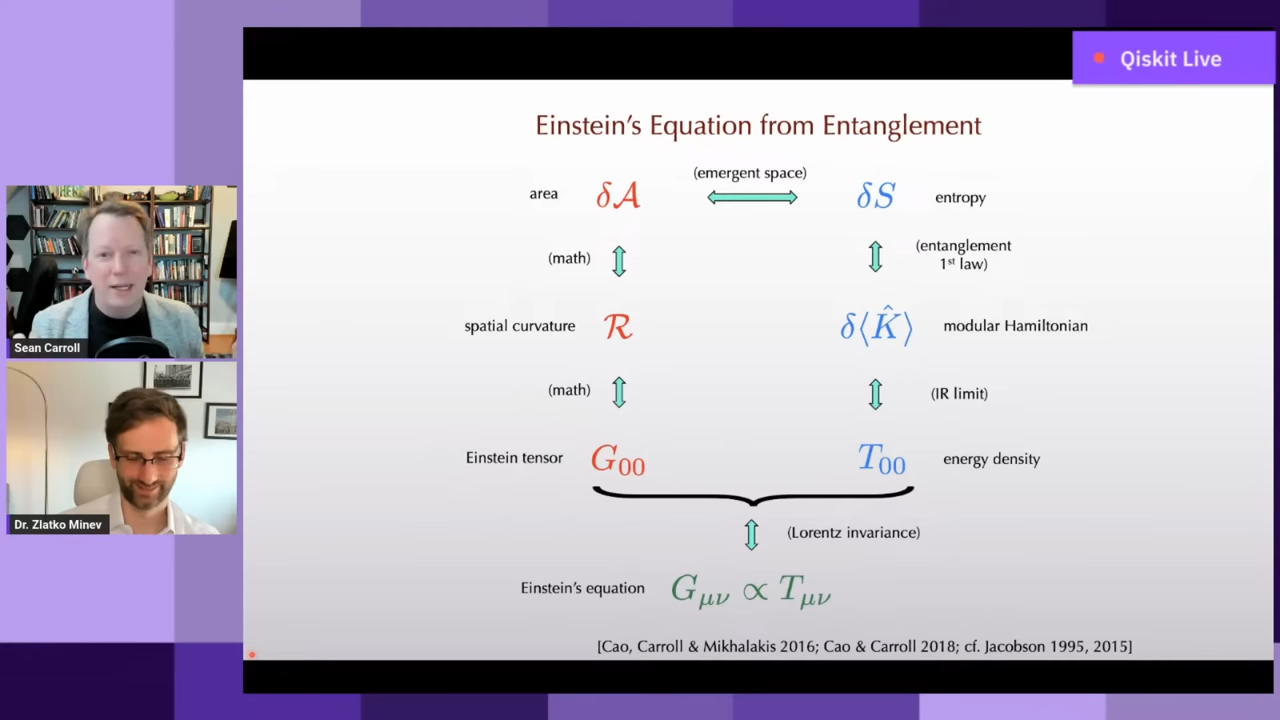 Qiskit Live
Einstein's Equation from Entanglement
(emergent space)
area δA δS entropy
(math) (entanglement
1st law)
spatial curvature R δ⟨K̂⟩ modular Hamiltonian
(math) (IR limit)
Einstein tensor G₀₀ T₀₀ energy density
(Lorentz invariance)
Einstein's equation Gμν ∝ Tμν
[Cao, Carroll & Mikhalakis 2016; Cao & Carroll 2018; cf. Jacobson 1995, 2015]
Sean Carroll
Dr. Zlatko Minev